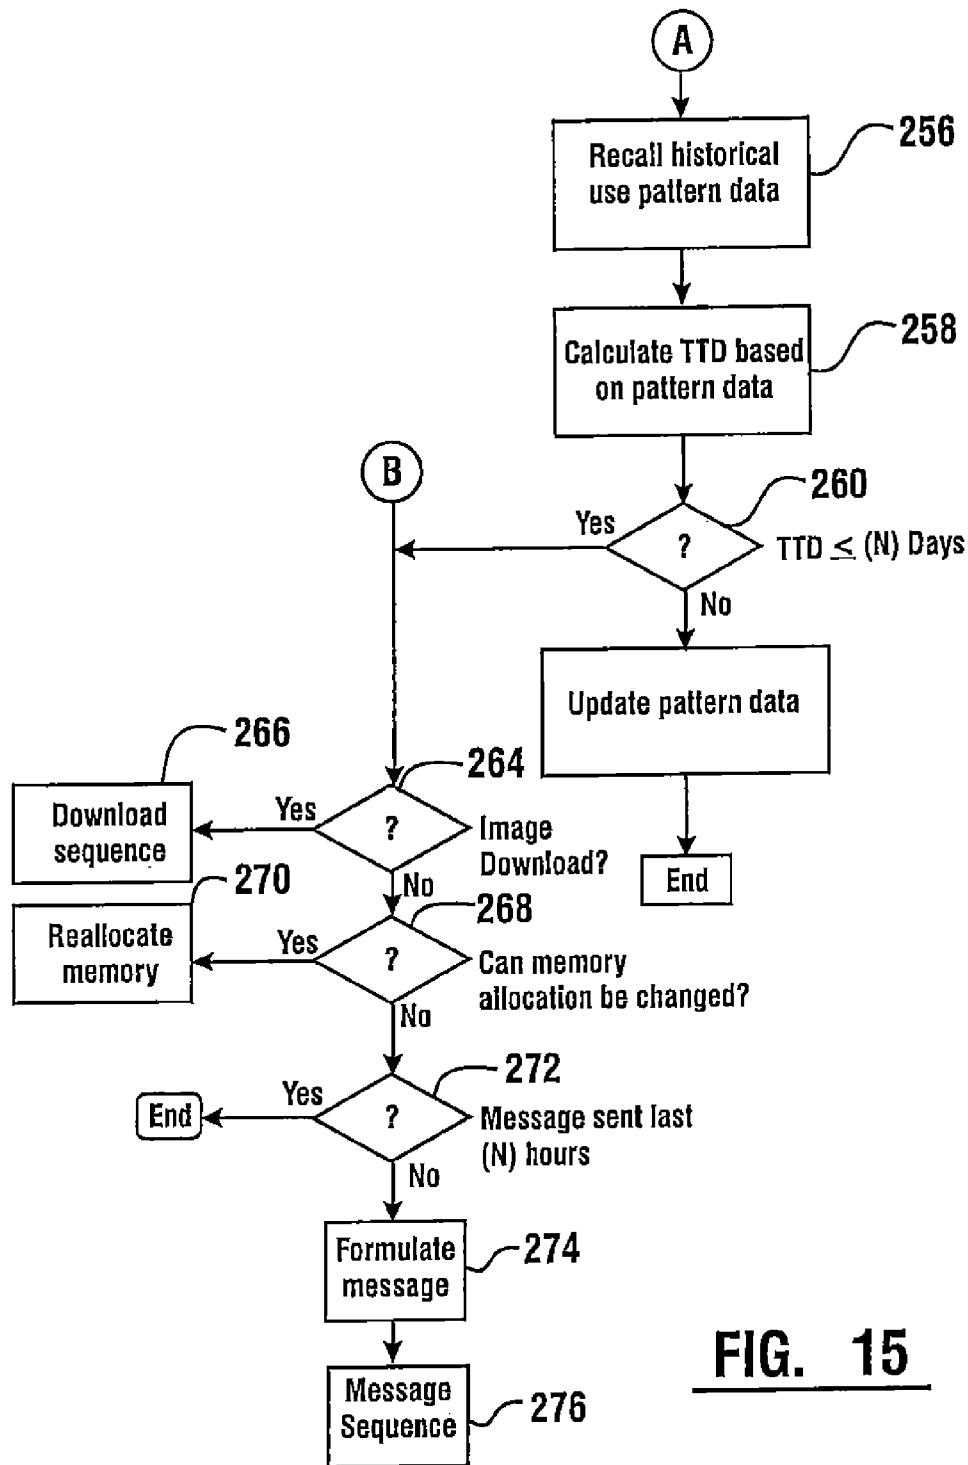 A
Recall historical
use pattern data
256
Calculate TTD based
on pattern data
258
B
260
Yes
?
TTD ≤ (N) Days
No
Update pattern data
End
266
264
Download
sequence
Yes
?
Image
Download?
No
270
268
Reallocate
memory
Yes
?
Can memory
allocation be changed?
No
272
End
Yes
?
Message sent last
(N) hours
No
Formulate
message
274
Message
Sequence
276
FIG. 15